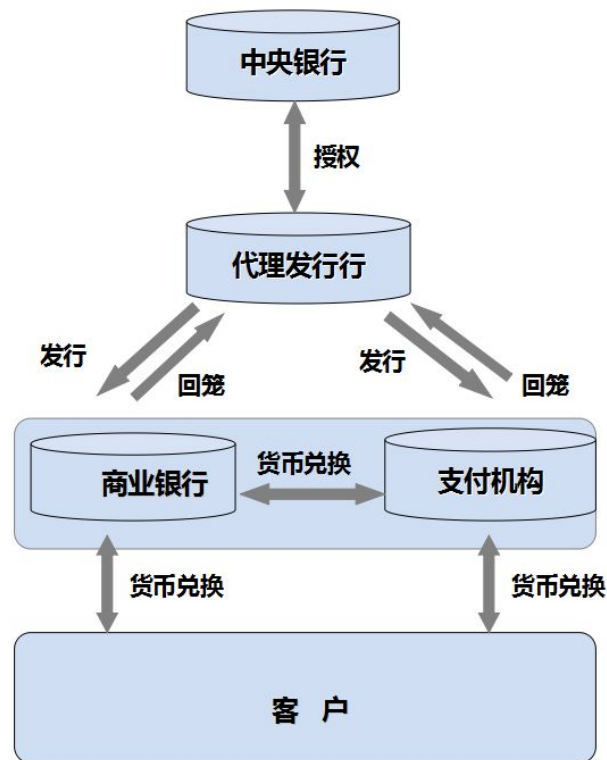 中央银行
授权
代理发行行
发行
回笼
发行
回笼
商业银行
货币兑换
支付机构
货币兑换
货币兑换
客 户